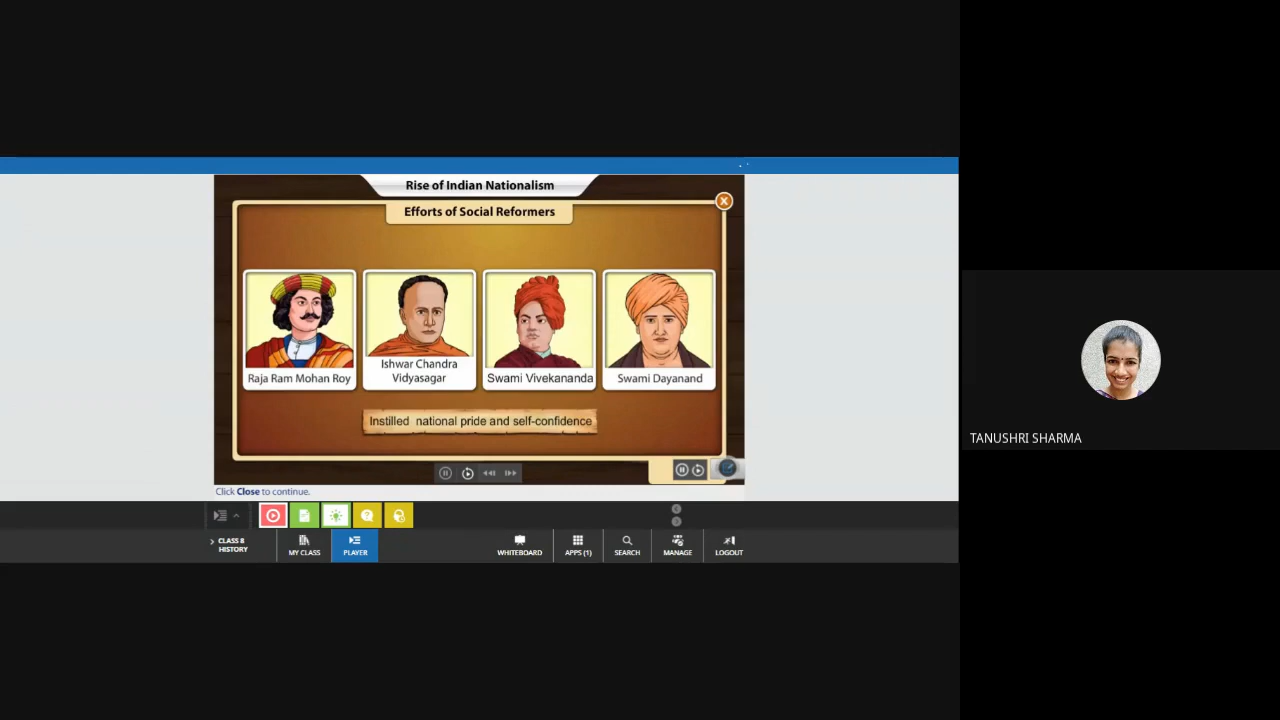 Rise of Indian Nationalism
Efforts of Social Reformers
Raja Ram Mohan Roy
Ishwar Chandra
Vidyasagar
Swami Vivekananda
Swami Dayanand
Instilled national pride and self-confidence
Click Close to continue.
CLASS 8
HISTORY
MY CLASS
PLAYER
WHITEBOARD
APPS (1)
SEARCH
MANAGE
LOGOUT
TANUSHRI SHARMA